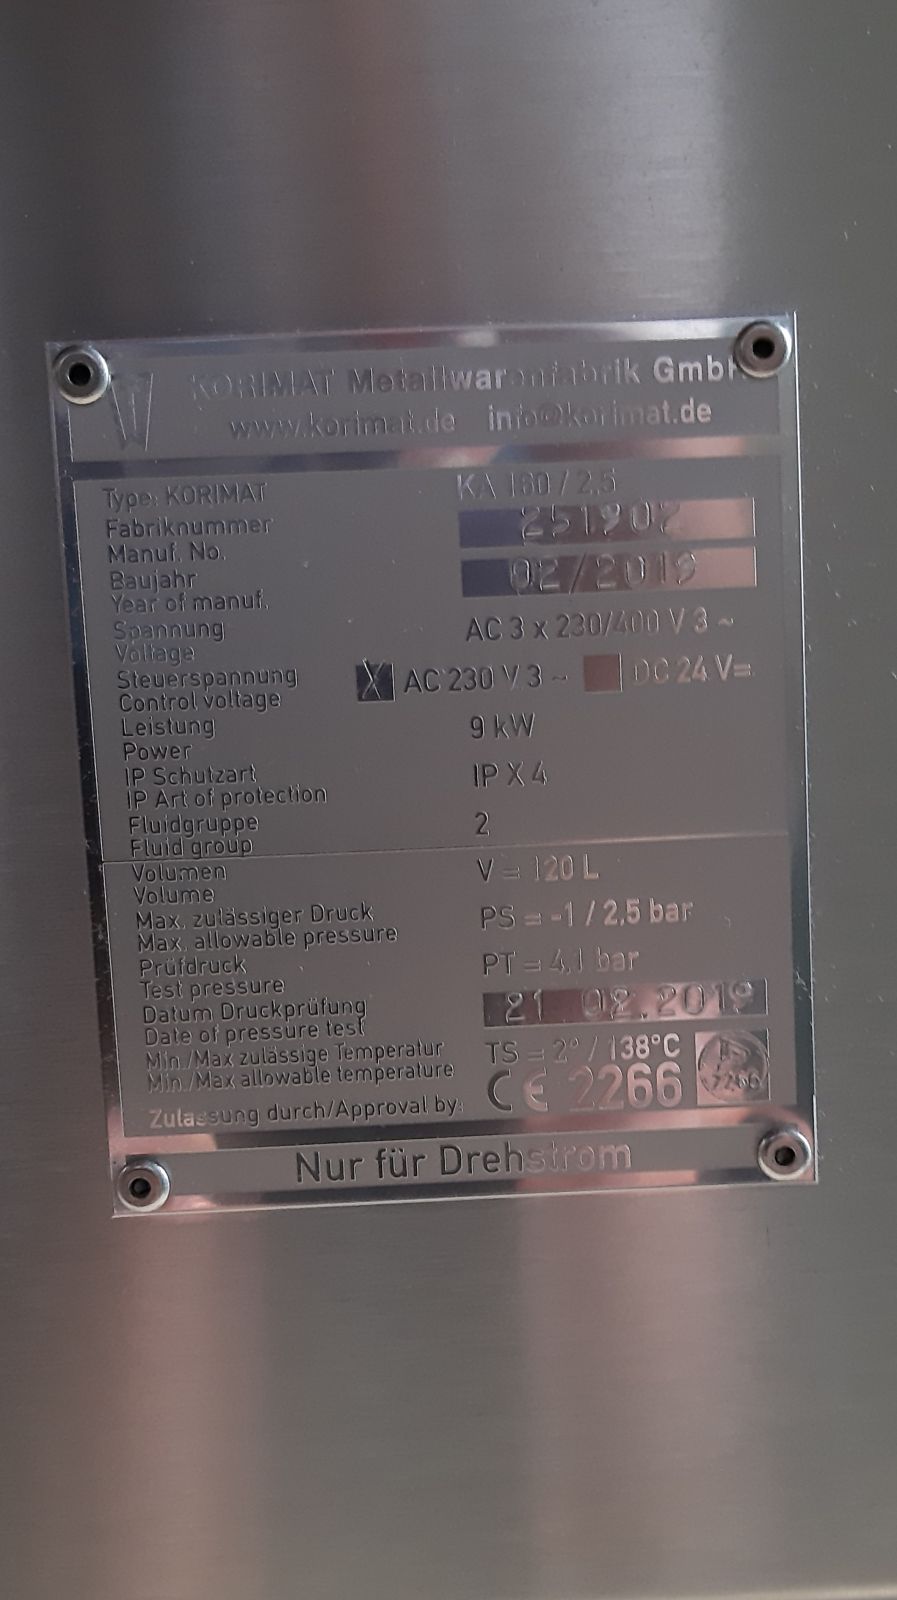 KORIMAT Metallwarenfabrik GmbH
www.korimat.de info@korimat.de
Type: KORIMAT KA 160 / 2,5
Fabriknummer 251902
Manuf. No.
Baujahr 02/2019
Year of manuf.
Spannung AC 3 x 230/400 V 3 ~
Voltage
Steuerspannung X AC 230 V 3 ~ DC 24 V=
Control voltage
Leistung 9 kW
Power
IP Schutzart IP X 4
IP Art of protection
Fluidgruppe 2
Fluid group
Volumen V = 120 L
Volume
Max. zulässiger Druck PS = -1 / 2,5 bar
Max. allowable pressure
Prüfdruck PT = 4,1 bar
Test pressure
Datum Druckprüfung 21 02.2019
Date of pressure test
Min./Max zulässige Temperatur TS = 2° / 138°C
Min./Max allowable temperature
Zulassung durch/Approval by: CE 2266
Nur für Drehstrom